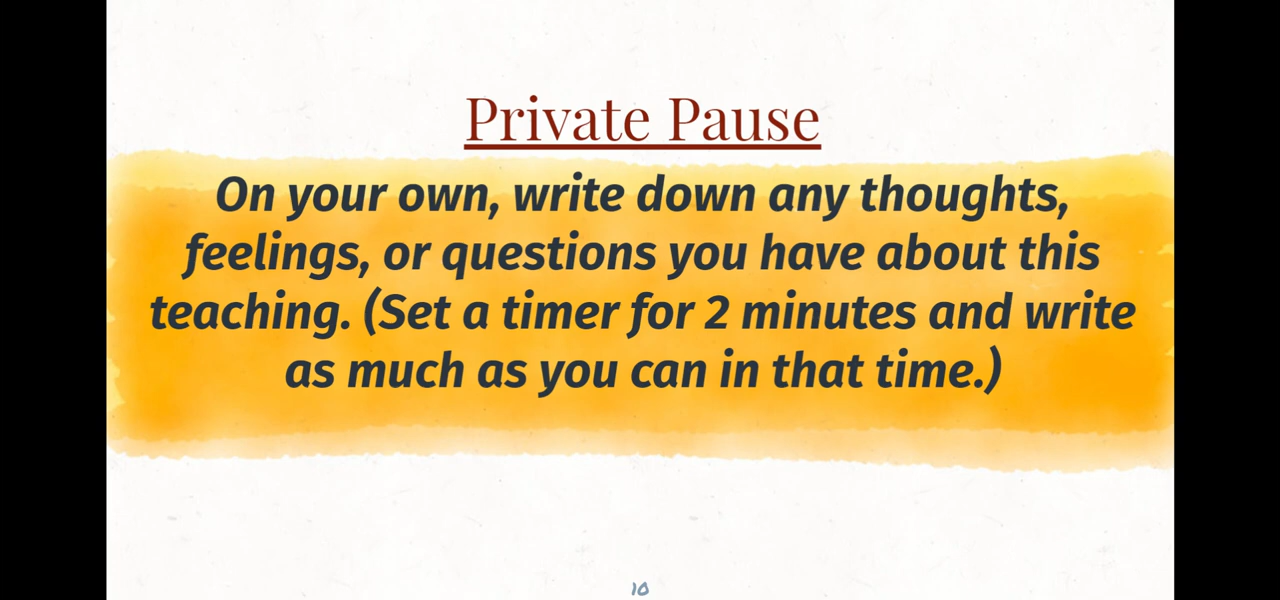 Private Pause
On your own, write down any thoughts,
feelings, or questions you have about this
teaching. (Set a timer for 2 minutes and write
as much as you can in that time.)
10